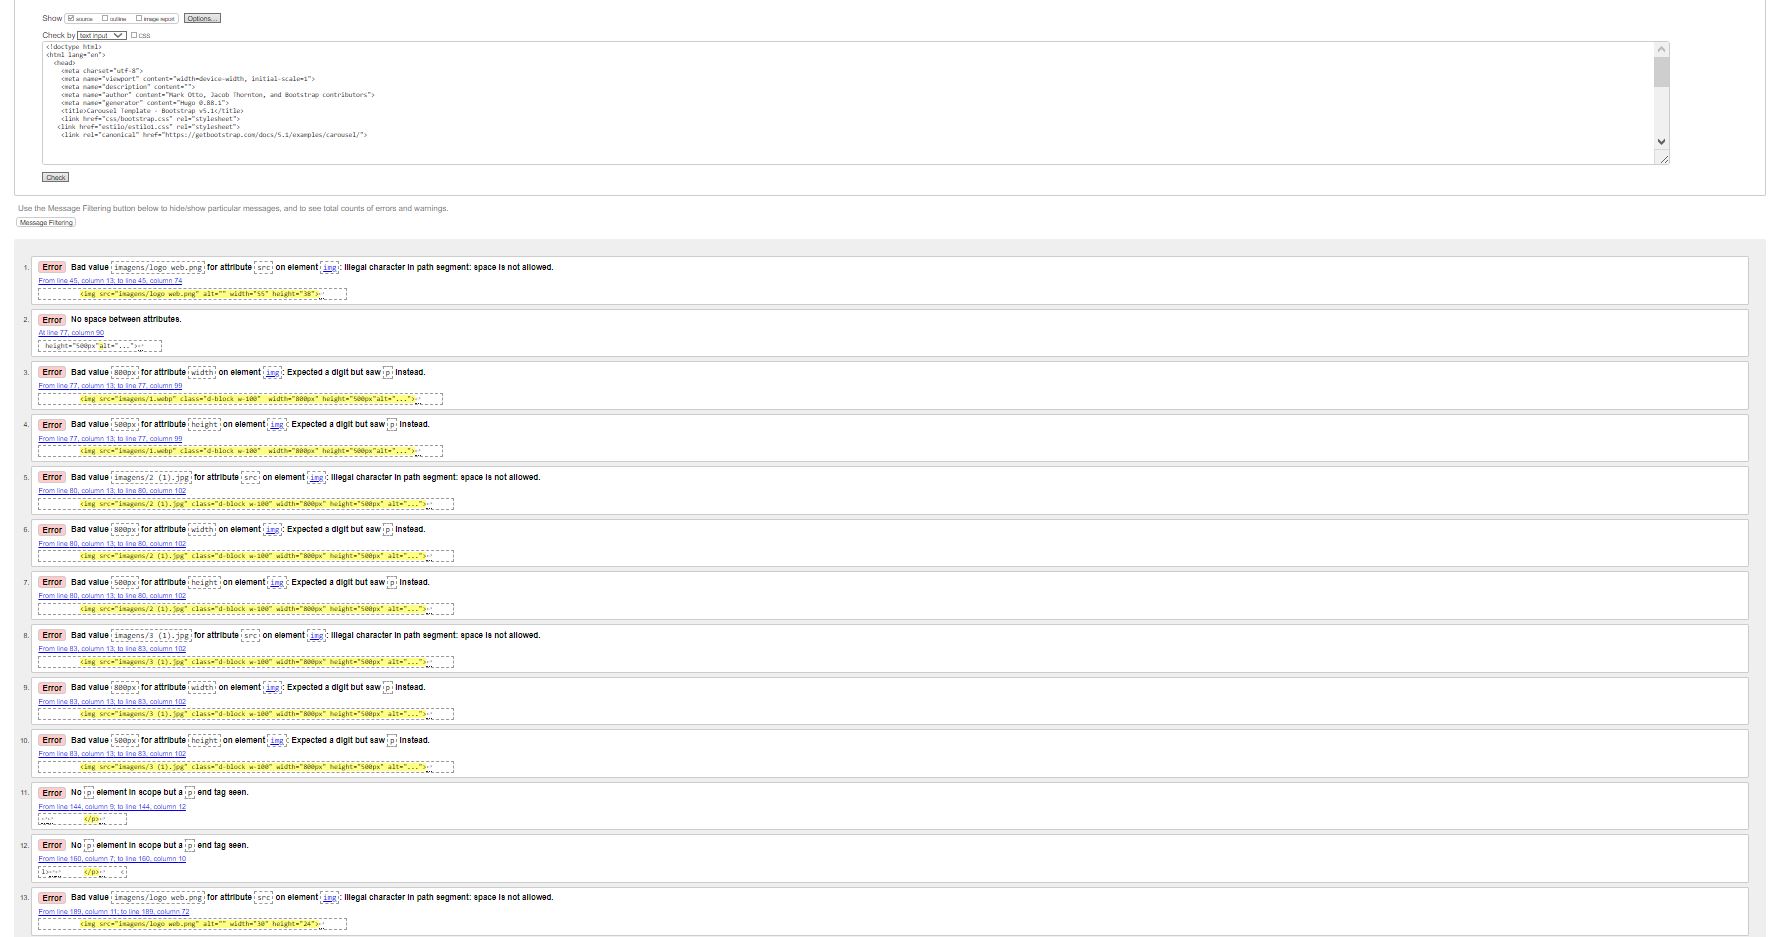 Show source outline image report Options...
Check by text input css
<!doctype html>
<html lang="en">
<head>
<meta charset="utf-8">
<meta name="viewport" content="width=device-width, initial-scale=1">
<meta name="description" content="">
<meta name="author" content="Mark Otto, Jacob Thornton, and Bootstrap contributors">
<meta name="generator" content="Hugo 0.88.1">
<title>Carousel Template · Bootstrap v5.1</title>
<link href="css/bootstrap.css" rel="stylesheet">
<link href="estilo/estilo1.css" rel="stylesheet">
<link rel="canonical" href="https://getbootstrap.com/docs/5.1/examples/carousel/">
Check
Use the Message Filtering button below to hide/show particular messages, and to see total counts of errors and warnings.
Message Filtering
1. Error Bad value imagens/logo web.png for attribute src on element img: Illegal character in path segment: space is not allowed.
From line 45, column 13; to line 45, column 74
<img src="imagens/logo web.png" alt="" width="55" height="38">↩
2. Error No space between attributes.
At line 77, column 90
height="500px"alt="...">↩
3. Error Bad value 800px for attribute width on element img: Expected a digit but saw p instead.
From line 77, column 13; to line 77, column 99
<img src="imagens/1.webp" class="d-block w-100"  width="800px" height="500px"alt="...">↩
4. Error Bad value 500px for attribute height on element img: Expected a digit but saw p instead.
From line 77, column 13; to line 77, column 99
<img src="imagens/1.webp" class="d-block w-100"  width="800px" height="500px"alt="...">↩
5. Error Bad value imagens/2 (1).jpg for attribute src on element img: Illegal character in path segment: space is not allowed.
From line 80, column 13; to line 80, column 102
<img src="imagens/2 (1).jpg" class="d-block w-100" width="800px" height="500px" alt="...">↩
6. Error Bad value 800px for attribute width on element img: Expected a digit but saw p instead.
From line 80, column 13; to line 80, column 102
<img src="imagens/2 (1).jpg" class="d-block w-100" width="800px" height="500px" alt="...">↩
7. Error Bad value 500px for attribute height on element img: Expected a digit but saw p instead.
From line 80, column 13; to line 80, column 102
<img src="imagens/2 (1).jpg" class="d-block w-100" width="800px" height="500px" alt="...">↩
8. Error Bad value imagens/3 (1).jpg for attribute src on element img: Illegal character in path segment: space is not allowed.
From line 83, column 13; to line 83, column 102
<img src="imagens/3 (1).jpg" class="d-block w-100" width="800px" height="500px" alt="...">↩
9. Error Bad value 800px for attribute width on element img: Expected a digit but saw p instead.
From line 83, column 13; to line 83, column 102
<img src="imagens/3 (1).jpg" class="d-block w-100" width="800px" height="500px" alt="...">↩
10. Error Bad value 500px for attribute height on element img: Expected a digit but saw p instead.
From line 83, column 13; to line 83, column 102
<img src="imagens/3 (1).jpg" class="d-block w-100" width="800px" height="500px" alt="...">↩
11. Error No p element in scope but a p end tag seen.
From line 144, column 9; to line 144, column 12
↩↩↩ </p>↩
12. Error No p element in scope but a p end tag seen.
From line 160, column 7; to line 160, column 10
l>↩↩↩ </p>↩ <
13. Error Bad value imagens/logo web.png for attribute src on element img: Illegal character in path segment: space is not allowed.
From line 189, column 11; to line 189, column 72
<img src="imagens/logo web.png" alt="" width="30" height="24">↩